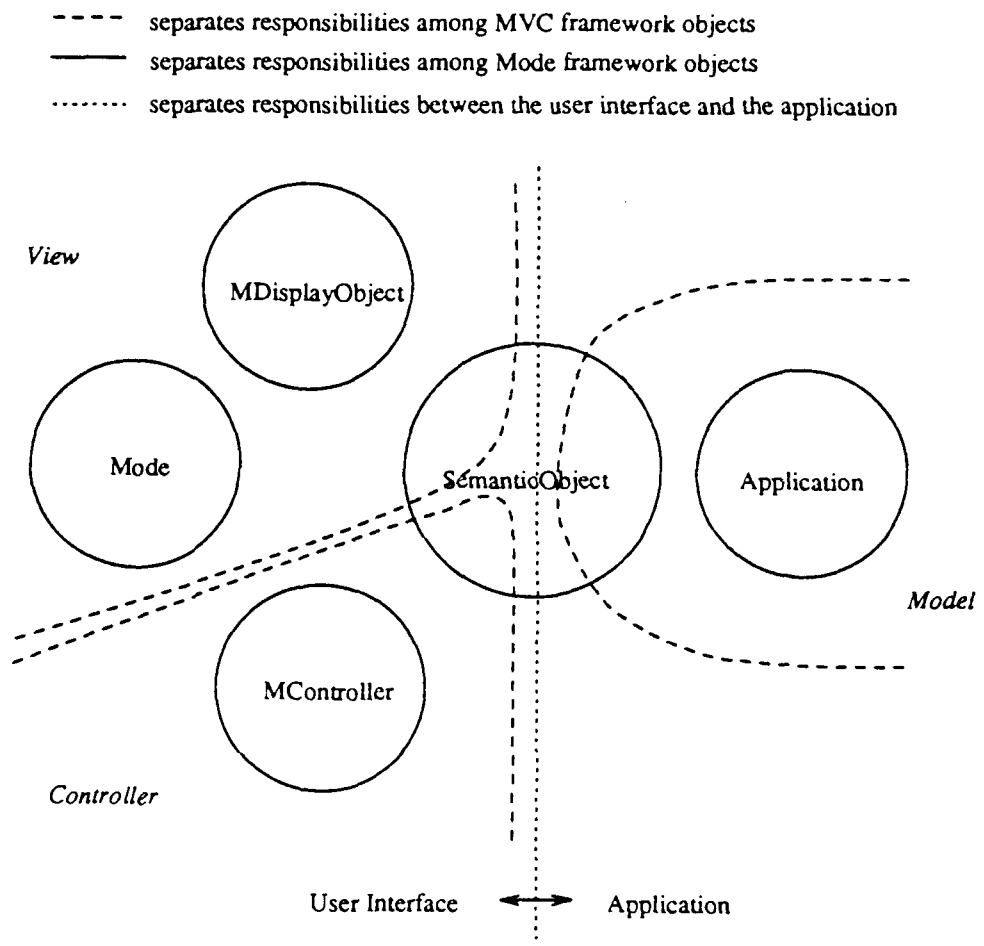 separates responsibilities among MVC framework objects
separates responsibilities among Mode framework objects
separates responsibilities between the user interface and the application
View
MDisplayObject
Mode
SemanticObject
Application
Model
MController
Controller
User Interface
Application